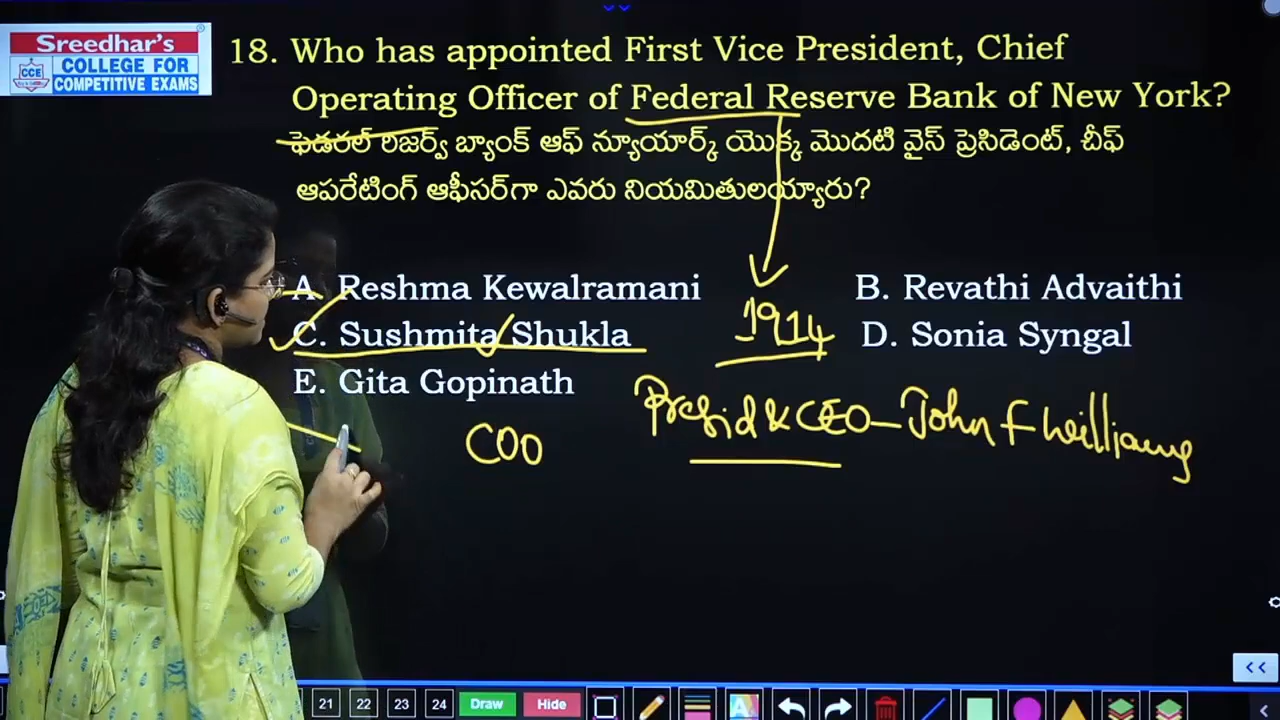 Sreedhar's
CCE
COLLEGE FOR
COMPETITIVE EXAMS
18. Who has appointed First Vice President, Chief
Operating Officer of Federal Reserve Bank of New York?
ఫెడరల్ రిజర్వ్ బ్యాంక్ ఆఫ్ న్యూయార్క్ యొక్క మొదటి వైస్ ప్రెసిడెంట్, చీఫ్
ఆపరేటింగ్ ఆఫీసర్‌గా ఎవరు నియమితులయ్యారు?
A. Reshma Kewalramani
B. Revathi Advaithi
C. Sushmita Shukla
1914
D. Sonia Syngal
E. Gita Gopinath
Presid & CEO - John F Williams
COO
21 22 23 24 Draw Hide
<<